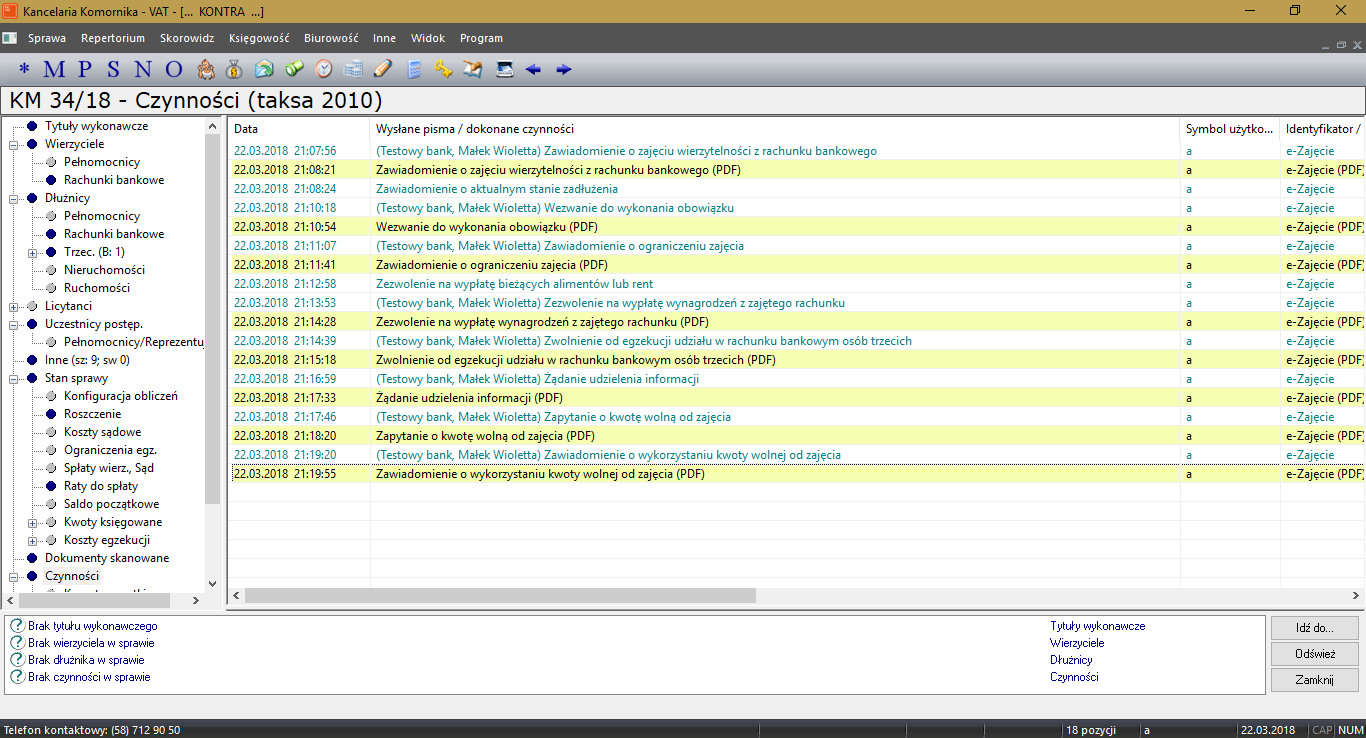 Kancelaria Komornika - VAT - [... KONTRA ...]
Sprawa Repertorium Skorowidz Księgowość Biurowość Inne Widok Program
* M P S N O
KM 34/18 - Czynności (taksa 2010)
Tytuły wykonawcze
Wierzyciele
Pełnomocnicy
Rachunki bankowe
Dłużnicy
Pełnomocnicy
Rachunki bankowe
Trzec. (B: 1)
Nieruchomości
Ruchomości
Licytanci
Uczestnicy postęp.
Pełnomocnicy/Reprezentu
Inne (sz: 9; sw 0)
Stan sprawy
Konfiguracja obliczeń
Roszczenie
Koszty sądowe
Ograniczenia egz.
Spłaty wierz., Sąd
Raty do spłaty
Saldo początkowe
Kwoty księgowane
Koszty egzekucji
Dokumenty skanowane
Czynności
Data Wysłane pisma / dokonane czynności Symbol użytko... Identyfikator /
22.03.2018 21:07:56 (Testowy bank, Małek Wioletta) Zawiadomienie o zajęciu wierzytelności z rachunku bankowego a e-Zajęcie
22.03.2018 21:08:21 Zawiadomienie o zajęciu wierzytelności z rachunku bankowego (PDF) a e-Zajęcie (PDF)
22.03.2018 21:08:24 Zawiadomienie o aktualnym stanie zadłużenia a e-Zajęcie
22.03.2018 21:10:18 (Testowy bank, Małek Wioletta) Wezwanie do wykonania obowiązku a e-Zajęcie
22.03.2018 21:10:54 Wezwanie do wykonania obowiązku (PDF) a e-Zajęcie (PDF)
22.03.2018 21:11:07 (Testowy bank, Małek Wioletta) Zawiadomienie o ograniczeniu zajęcia a e-Zajęcie
22.03.2018 21:11:41 Zawiadomienie o ograniczeniu zajęcia (PDF) a e-Zajęcie (PDF)
22.03.2018 21:12:58 Zezwolenie na wypłatę bieżących alimentów lub rent a e-Zajęcie
22.03.2018 21:13:53 (Testowy bank, Małek Wioletta) Zezwolenie na wypłatę wynagrodzeń z zajętego rachunku a e-Zajęcie
22.03.2018 21:14:28 Zezwolenie na wypłatę wynagrodzeń z zajętego rachunku (PDF) a e-Zajęcie (PDF)
22.03.2018 21:14:39 (Testowy bank, Małek Wioletta) Zwolnienie od egzekucji udziału w rachunku bankowym osób trzecich a e-Zajęcie
22.03.2018 21:15:18 Zwolnienie od egzekucji udziału w rachunku bankowym osób trzecich (PDF) a e-Zajęcie (PDF)
22.03.2018 21:16:59 (Testowy bank, Małek Wioletta) Żądanie udzielenia informacji a e-Zajęcie
22.03.2018 21:17:33 Żądanie udzielenia informacji (PDF) a e-Zajęcie (PDF)
22.03.2018 21:17:46 (Testowy bank, Małek Wioletta) Zapytanie o kwotę wolną od zajęcia a e-Zajęcie
22.03.2018 21:18:20 Zapytanie o kwotę wolną od zajęcia (PDF) a e-Zajęcie (PDF)
22.03.2018 21:19:20 (Testowy bank, Małek Wioletta) Zawiadomienie o wykorzystaniu kwoty wolnej od zajęcia a e-Zajęcie
22.03.2018 21:19:55 Zawiadomienie o wykorzystaniu kwoty wolnej od zajęcia (PDF) a e-Zajęcie (PDF)
Brak tytułu wykonawczego Tytuły wykonawcze
Brak wierzyciela w sprawie Wierzyciele
Brak dłużnika w sprawie Dłużnicy
Brak czynności w sprawie Czynności
Idź do...
Odśwież
Zamknij
Telefon kontaktowy: (58) 712 90 50 18 pozycji a 22.03.2018 CAP NUM